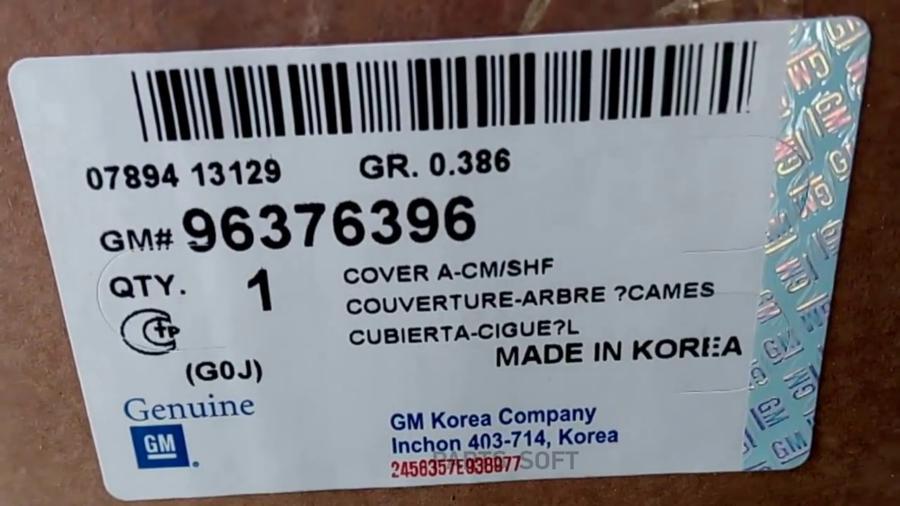 07894 13129 GR. 0.386
GM# 96376396
QTY. 1
COVER A-CM/SHF
COUVERTURE-ARBRE ?CAMES
CUBIERTA-CIGUE?L
MADE IN KOREA
(G0J)
Genuine
GM
GM Korea Company
Inchon 403-714, Korea
PARTS SOFT